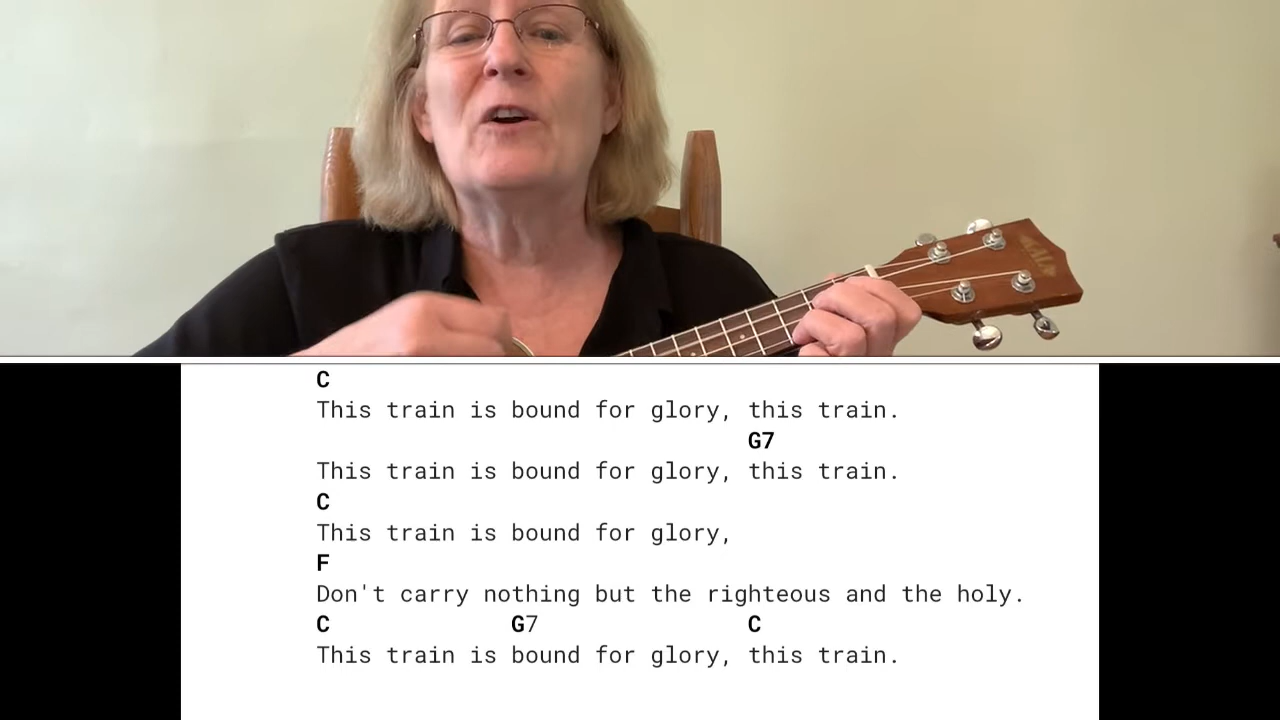 C
This train is bound for glory, this train.
G7
This train is bound for glory, this train.
C
This train is bound for glory,
F
Don't carry nothing but the righteous and the holy.
C G7 C
This train is bound for glory, this train.